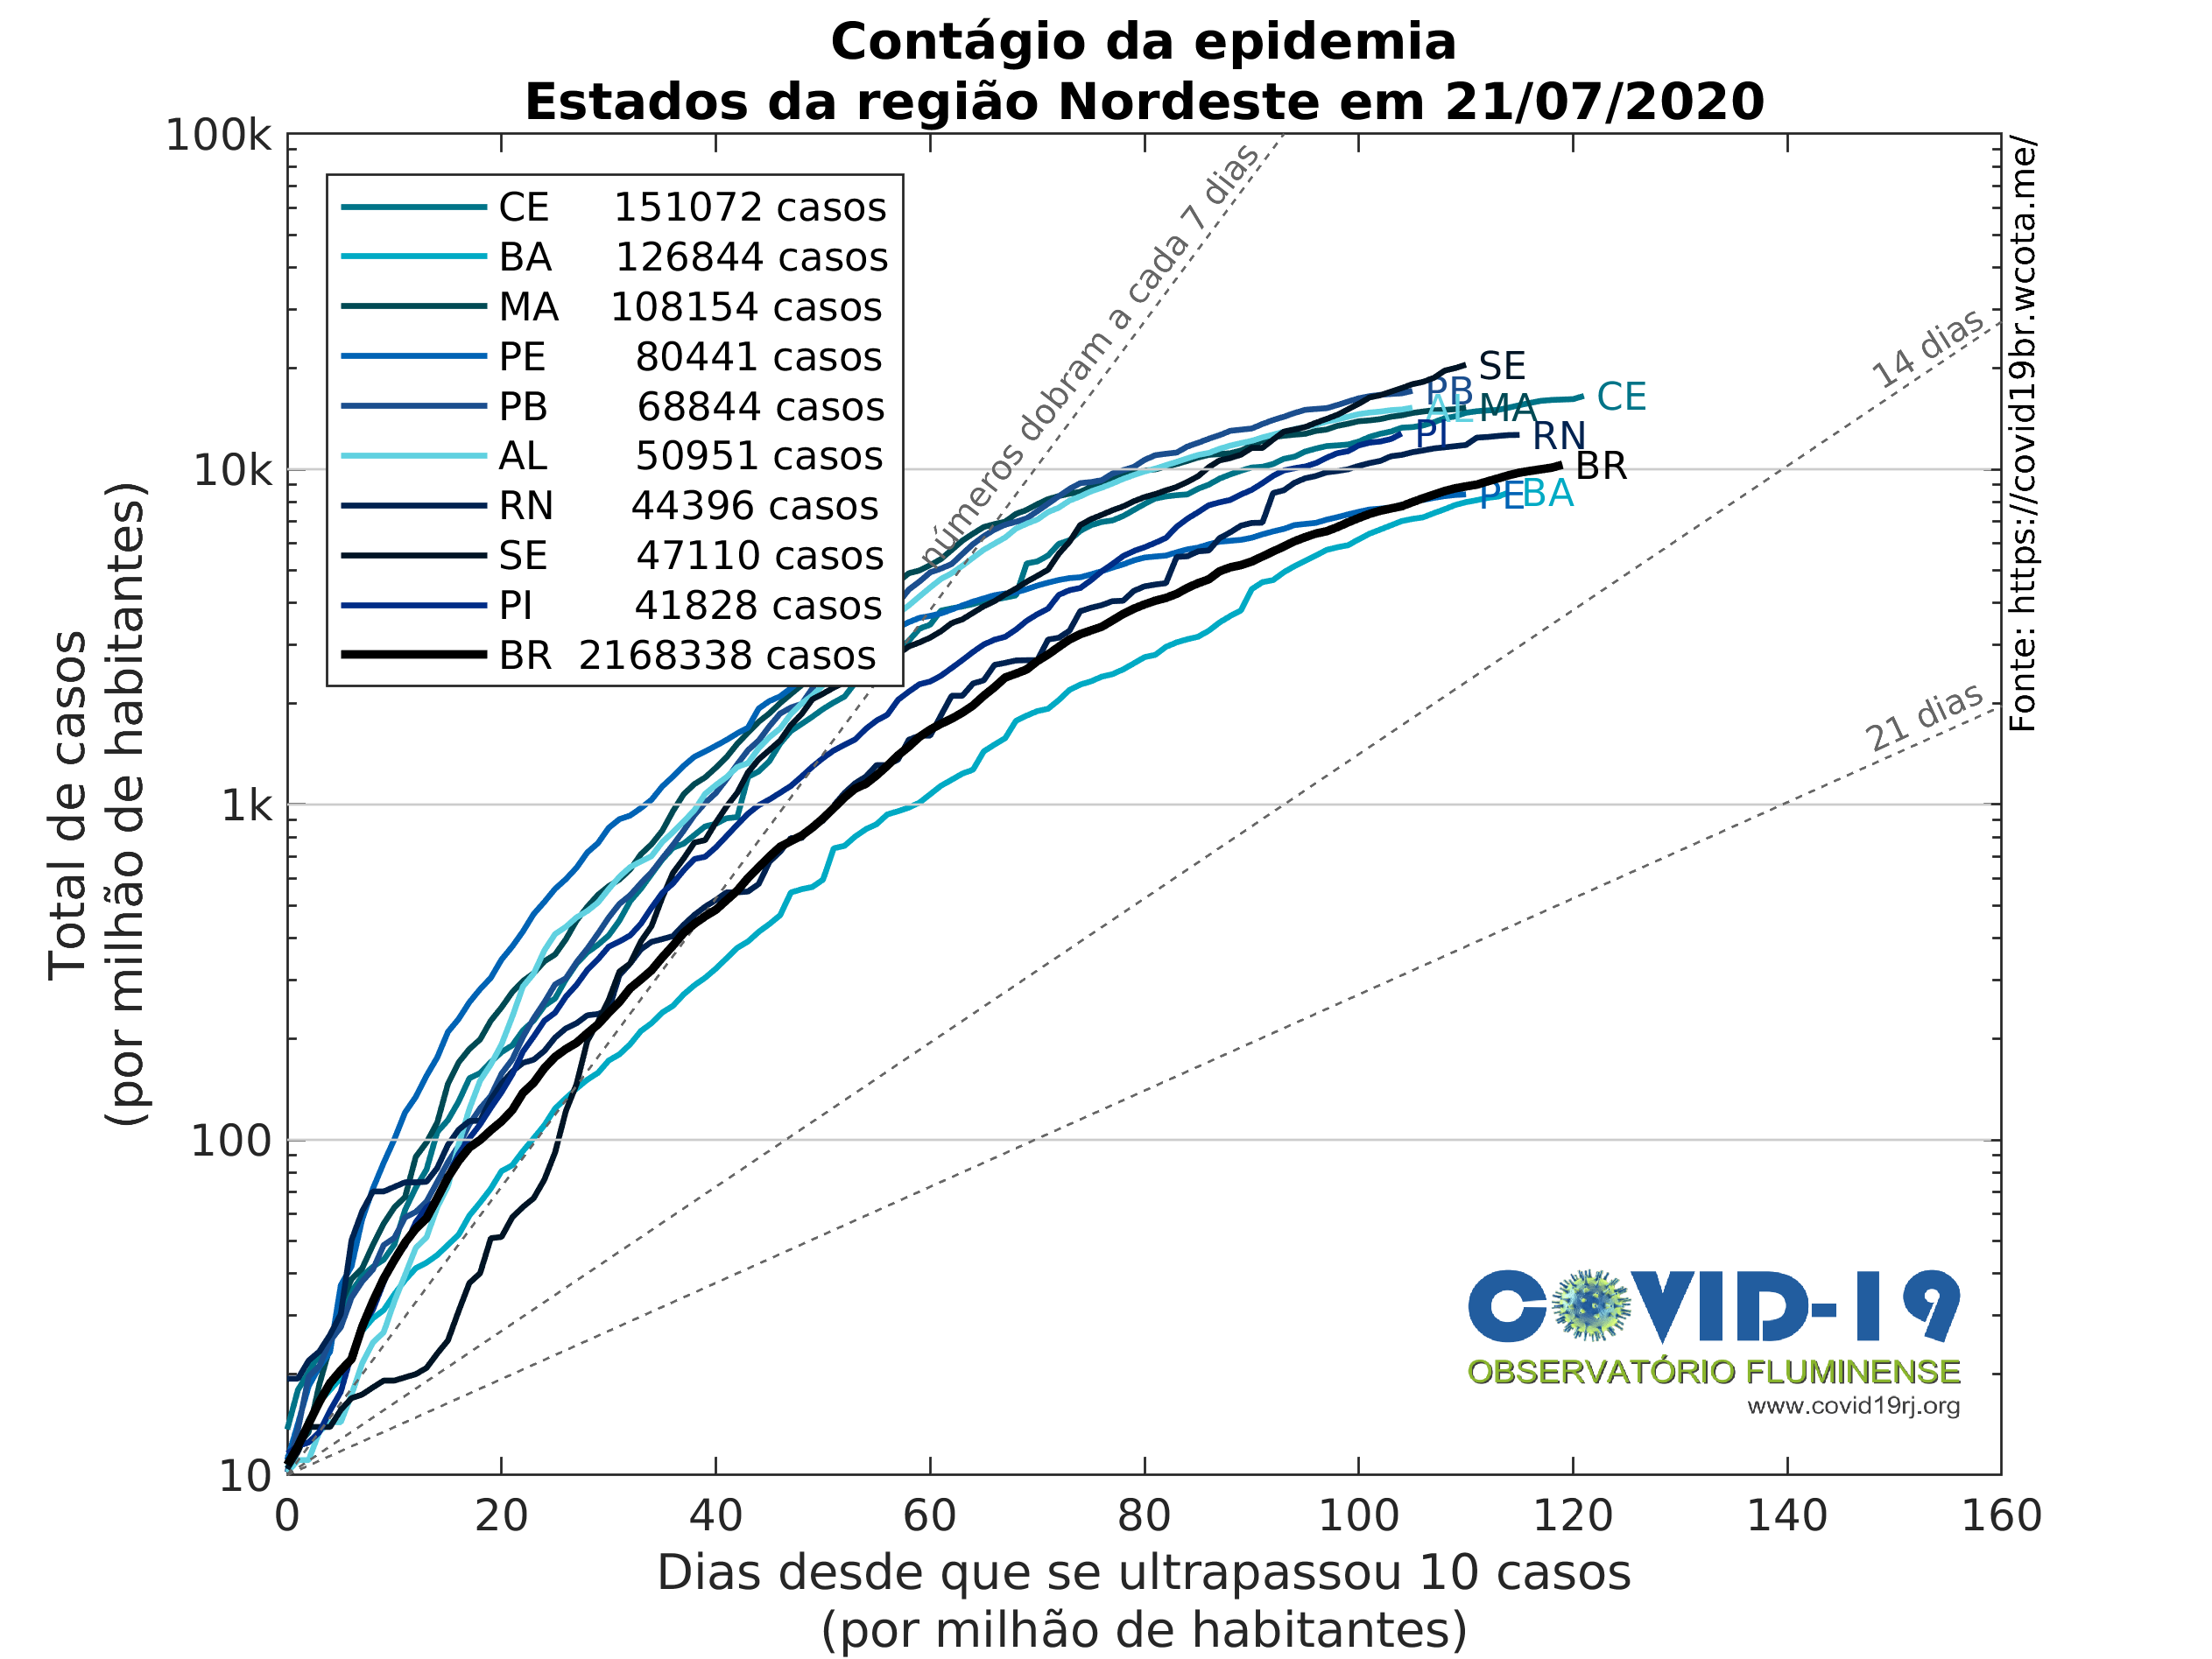 Contágio da epidemia
Estados da região Nordeste em 21/07/2020
100k
10k
1k
100
10
Total de casos
(por milhão de habitantes)
CE 151072 casos
BA 126844 casos
MA 108154 casos
PE 80441 casos
PB 68844 casos
AL 50951 casos
RN 44396 casos
SE 47110 casos
PI 41828 casos
BR 2168338 casos
números dobram a cada 7 dias
14 dias
21 dias
SE
PB
CE
AL
MA
PI
RN
BR
PE
BA
Fonte: https://covid19br.wcota.me/
COVID-19
OBSERVATÓRIO FLUMINENSE
www.covid19rj.org
0 20 40 60 80 100 120 140 160
Dias desde que se ultrapassou 10 casos
(por milhão de habitantes)